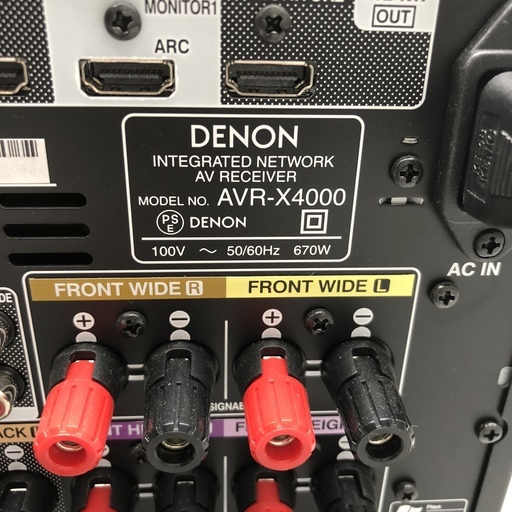 MONITOR1
OUT
ARC
DENON
INTEGRATED NETWORK
AV RECEIVER
MODEL NO. AVR-X4000
PS E DENON
100V ～ 50/60Hz 670W
AC IN
FRONT WIDE R FRONT WIDE L
+ − + −